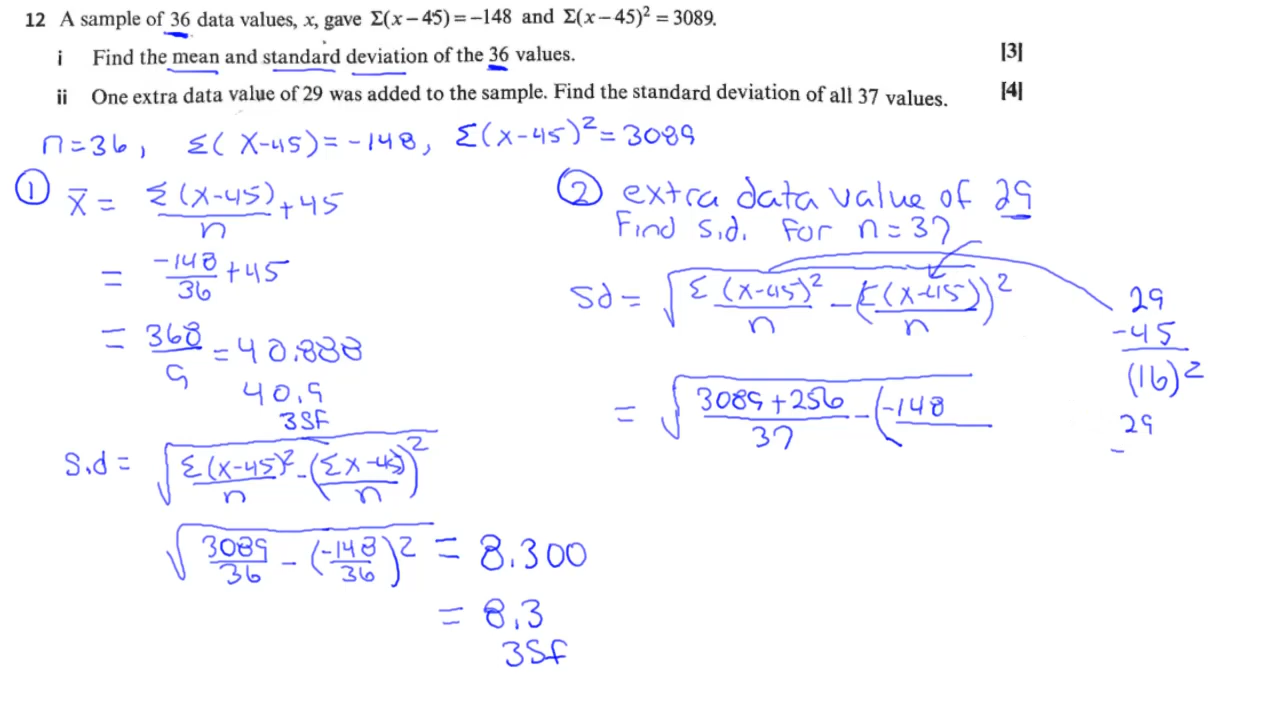 12 A sample of 36 data values, x, gave Σ(x−45) = −148 and Σ(x−45)² = 3089.
i Find the mean and standard deviation of the 36 values. [3]
ii One extra data value of 29 was added to the sample. Find the standard deviation of all 37 values. [4]
n=36, Σ(X-45)=-148, Σ(x-45)²=3089
① x̄ = Σ(x-45)/n +45
= -148/36 +45
= 368/9 = 40.888
40.9
3SF
S.d = √(Σ(x-45)²/n - (Σx-45)/n)²
√(3089/36 - (-148/36)²) = 8.300
= 8.3
3Sf
② extra data value of 29
Find s.d. for n=37
Sd = √(Σ(x-45)²/n - (Σ(x-45)/n)²)
= √(3089+256/37 - (-148
29
-45
(16)²
29
-